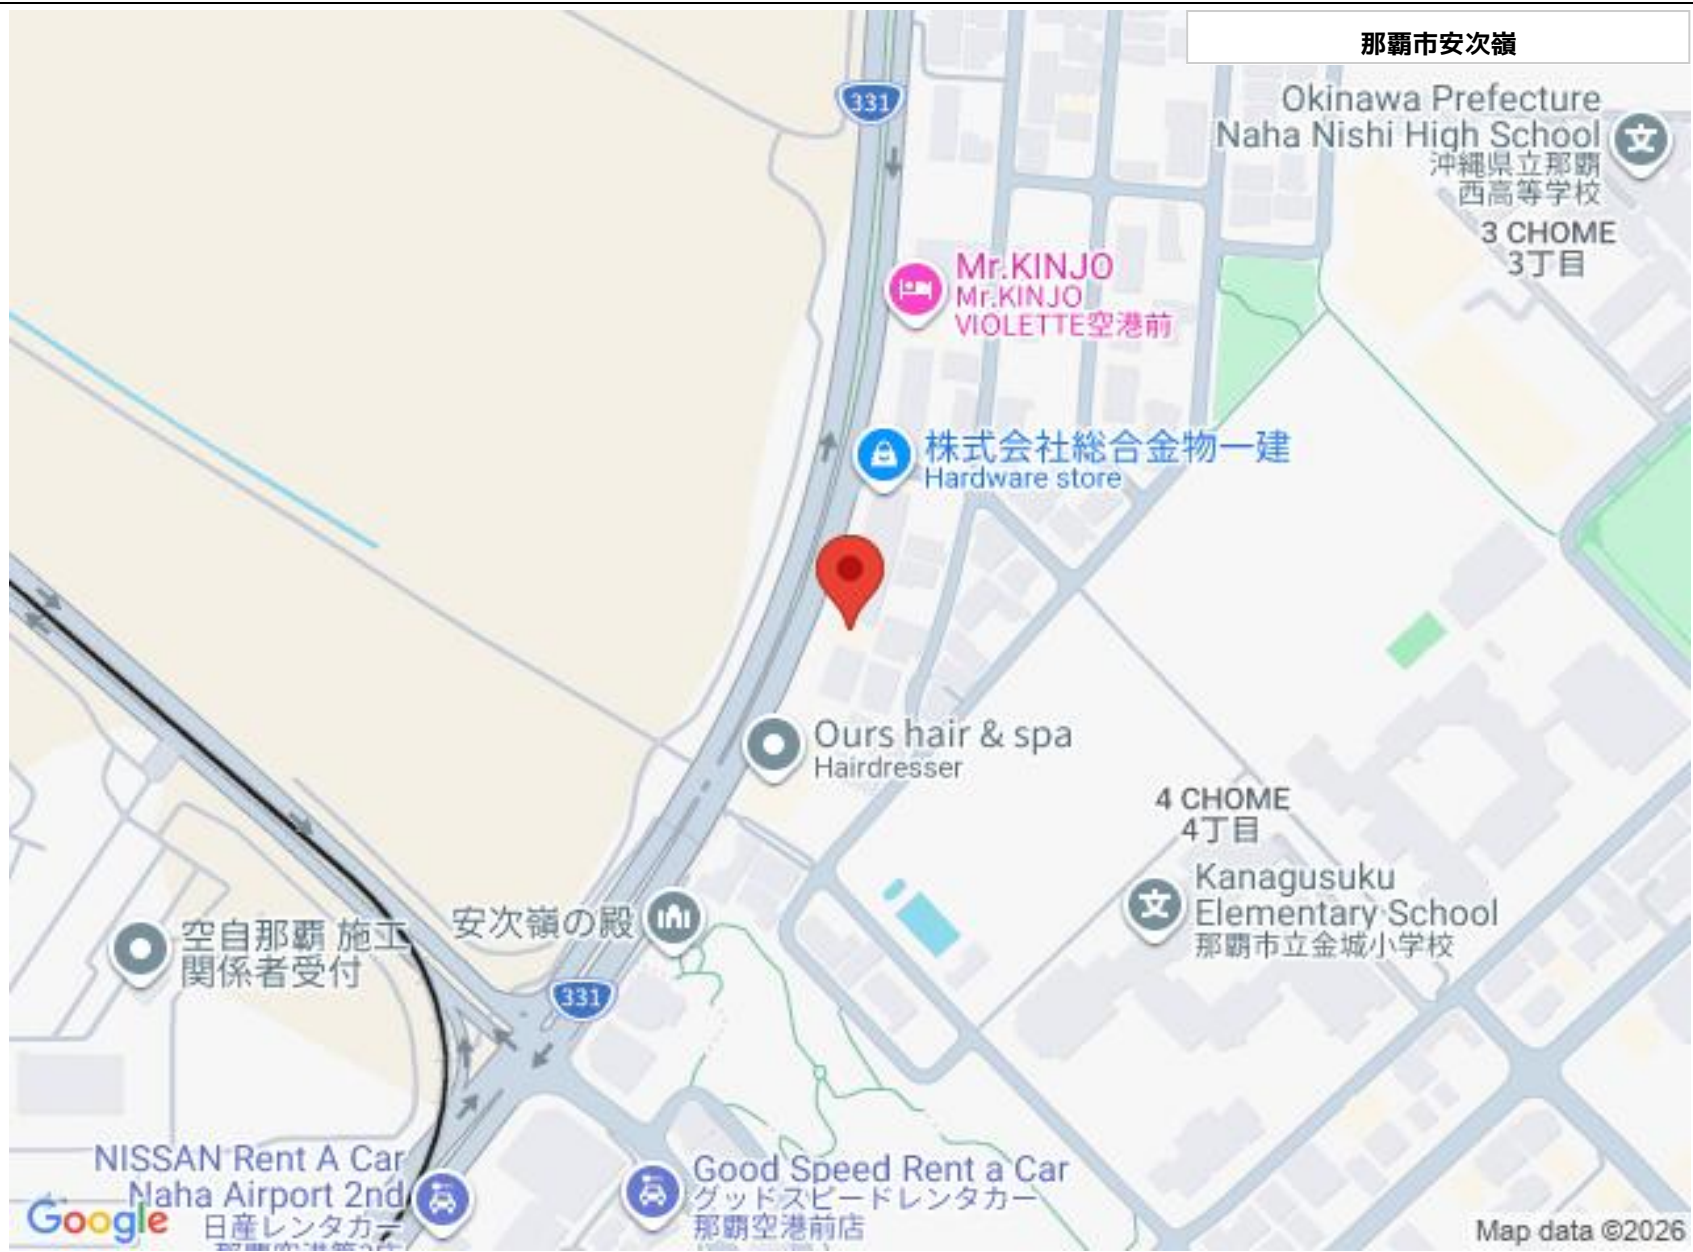 那覇市安次嶺
331
Okinawa Prefecture
Naha Nishi High School
沖縄県立那覇
西高等学校
3 CHOME
3丁目
Mr.KINJO
Mr.KINJO
VIOLETTE空港前
株式会社総合金物一建
Hardware store
Ours hair & spa
Hairdresser
4 CHOME
4丁目
Kanagusuku
Elementary School
那覇市立金城小学校
安次嶺の殿
空自那覇 施工
関係者受付
331
NISSAN Rent A Car
Naha Airport 2nd
日産レンタカー
Good Speed Rent a Car
グッドスピードレンタカー
那覇空港前店
Google
Map data ©2026